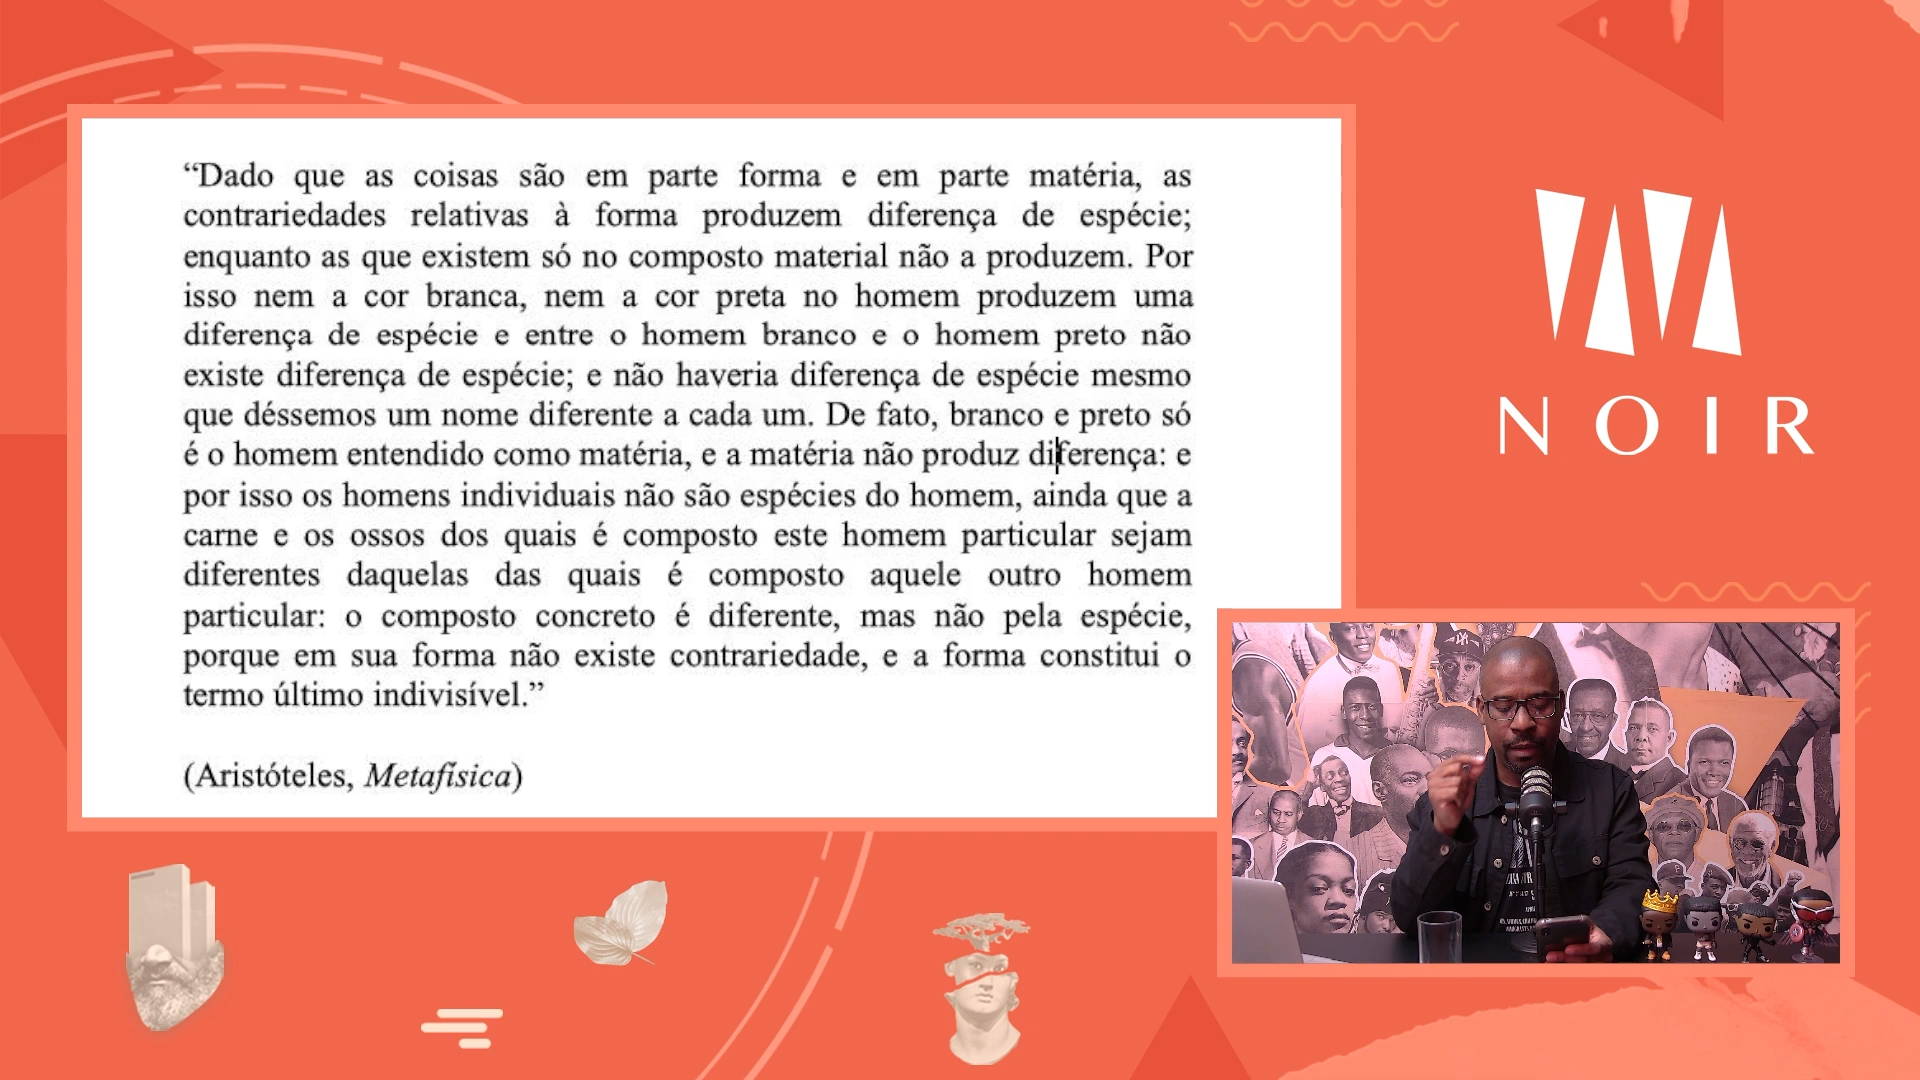 “Dado que as coisas são em parte forma e em parte matéria, as
contrariedades relativas à forma produzem diferença de espécie;
enquanto as que existem só no composto material não a produzem. Por
isso nem a cor branca, nem a cor preta no homem produzem uma
diferença de espécie e entre o homem branco e o homem preto não
existe diferença de espécie; e não haveria diferença de espécie mesmo
que déssemos um nome diferente a cada um. De fato, branco e preto só
é o homem entendido como matéria, e a matéria não produz diferença: e
por isso os homens individuais não são espécies do homem, ainda que a
carne e os ossos dos quais é composto este homem particular sejam
diferentes daquelas das quais é composto aquele outro homem
particular: o composto concreto é diferente, mas não pela espécie,
porque em sua forma não existe contrariedade, e a forma constitui o
termo último indivisível.”
(Aristóteles, Metafísica)
NOIR